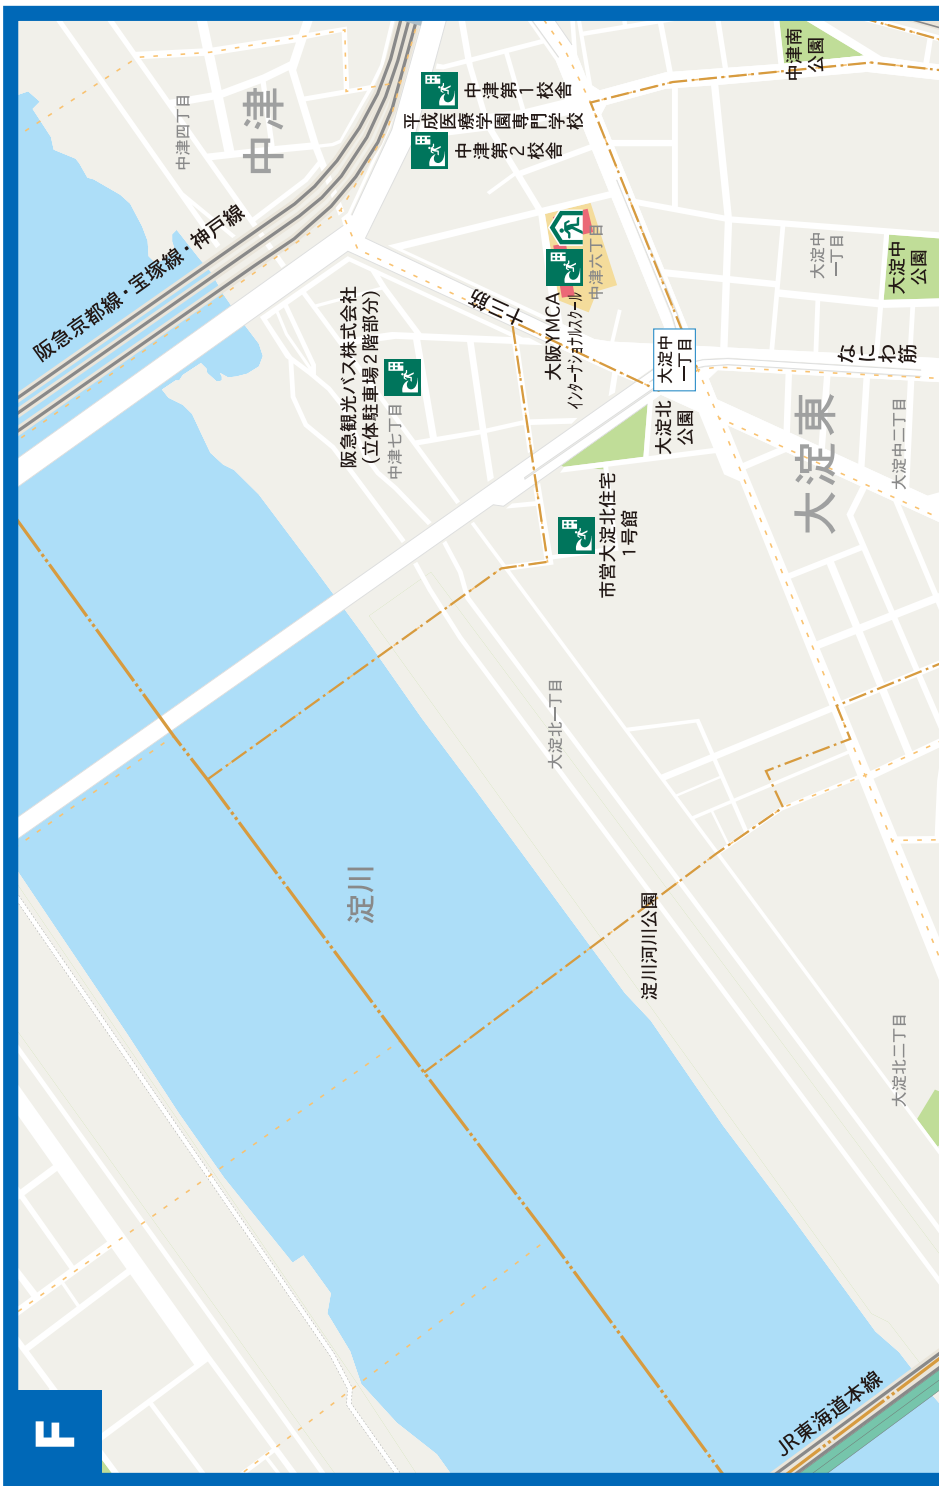 F
中津
中津四丁目
阪急京都線・宝塚線・神戸線
中津第1校舎
平成医療学園専門学校
中津第2校舎
中津南
公園
中津六丁目
大阪YMCA
インターナショナルスクール
十三筋
阪急観光バス株式会社
(立体駐車場2階部分)
中津七丁目
大淀中
一丁目
大淀中
公園
大淀中
一丁目
なにわ筋
大淀北
公園
大淀東
大淀中二丁目
市営大淀北住宅
1号館
大淀北一丁目
淀川
淀川河川公園
大淀北二丁目
JR東海道本線